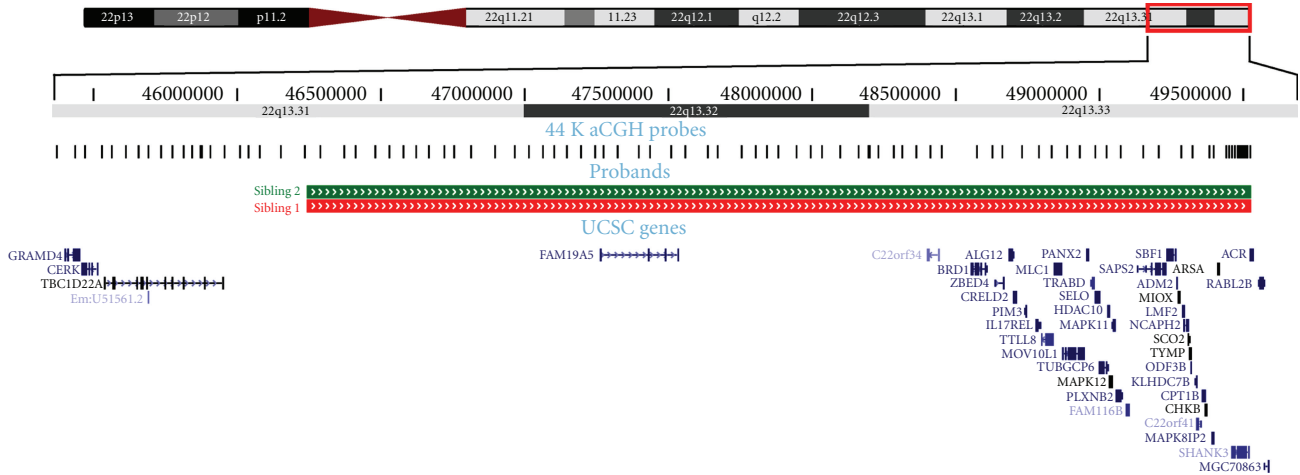 22p13 22p12 p11.2 22q11.21 11.23 22q12.1 q12.2 22q12.3 22q13.1 22q13.2 22q13.31
46000000 46500000 47000000 47500000 48000000 48500000 49000000 49500000
22q13.31 22q13.32 22q13.33
44 K aCGH probes
Probands
Sibling 2
Sibling 1
UCSC genes
GRAMD4 FAM19A5 C22orf34 ALG12 PANX2 SBF1 ACR
CERK BRD1 MLC1 SAPS2 ARSA
TBC1D22A ZBED4 TRABD ADM2 RABL2B
Em:U51561.2 CRELD2 SELO MIOX
PIM3 HDAC10 LMF2
IL17REL MAPK11 NCAPH2
TTLL8 SCO2
MOV10L1 TYMP
TUBGCP6 ODF3B
MAPK12 KLHDC7B
PLXNB2 CPT1B
FAM116B CHKB
C22orf41
MAPK8IP2
SHANK3
MGC70863